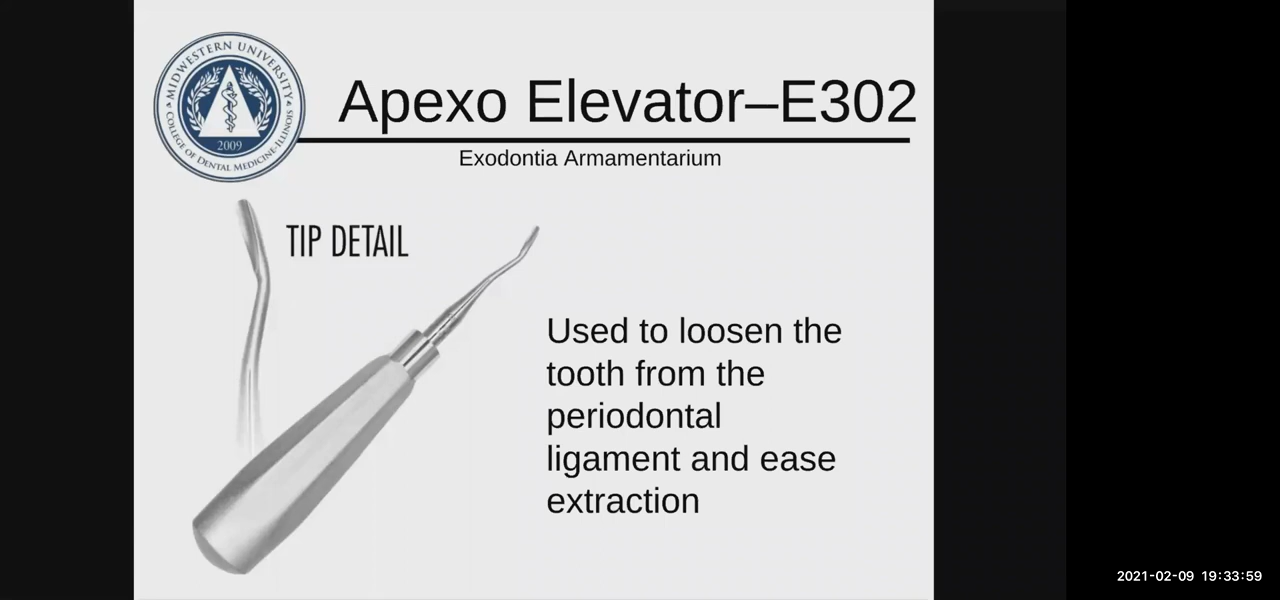 MIDWESTERN UNIVERSITY
COLLEGE OF DENTAL MEDICINE-ILLINOIS
2009
Apexo Elevator–E302
Exodontia Armamentarium
TIP DETAIL
Used to loosen the
tooth from the
periodontal
ligament and ease
extraction
2021-02-09 19:33:59